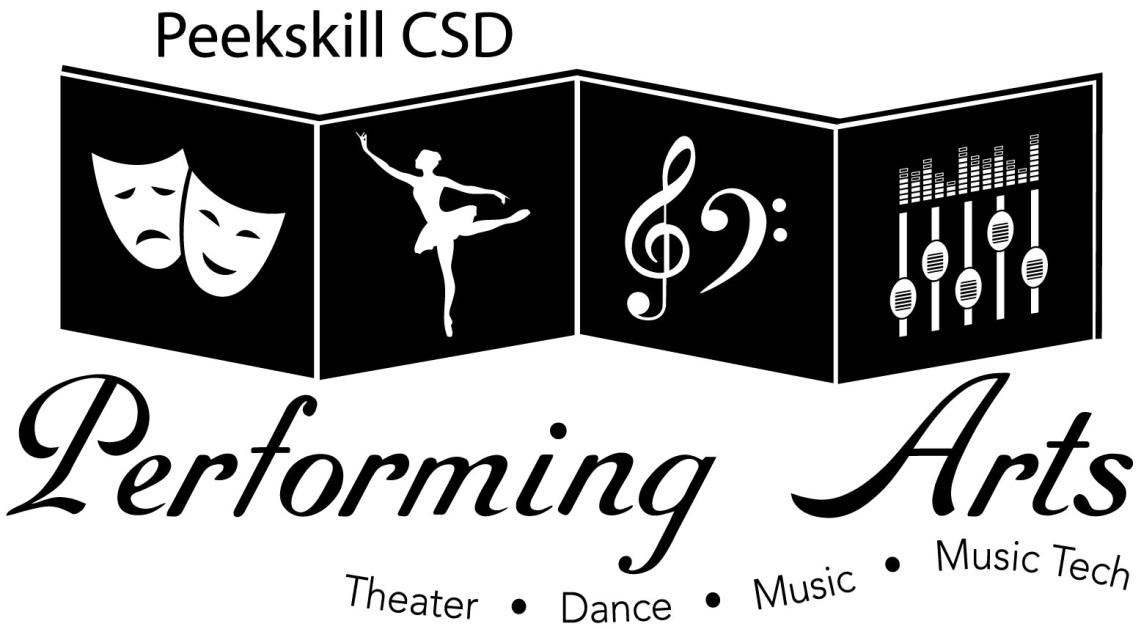 Peekskill CSD
Performing Arts
Theater • Dance • Music • Music Tech